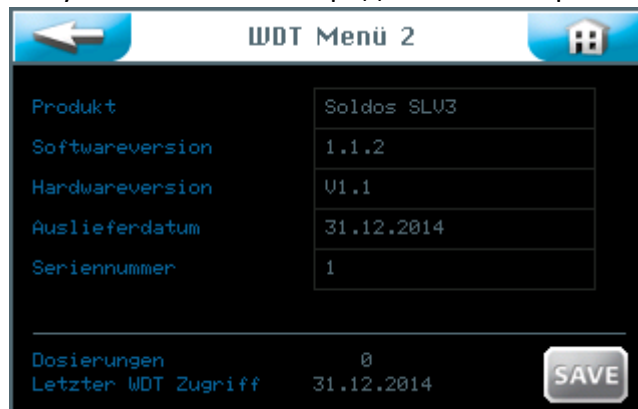 WDT Menü 2
Produkt Soldos SLV3
Softwareversion 1.1.2
Hardwareversion V1.1
Auslieferdatum 31.12.2014
Seriennummer 1
Dosierungen 0
Letzter WDT Zugriff 31.12.2014
SAVE